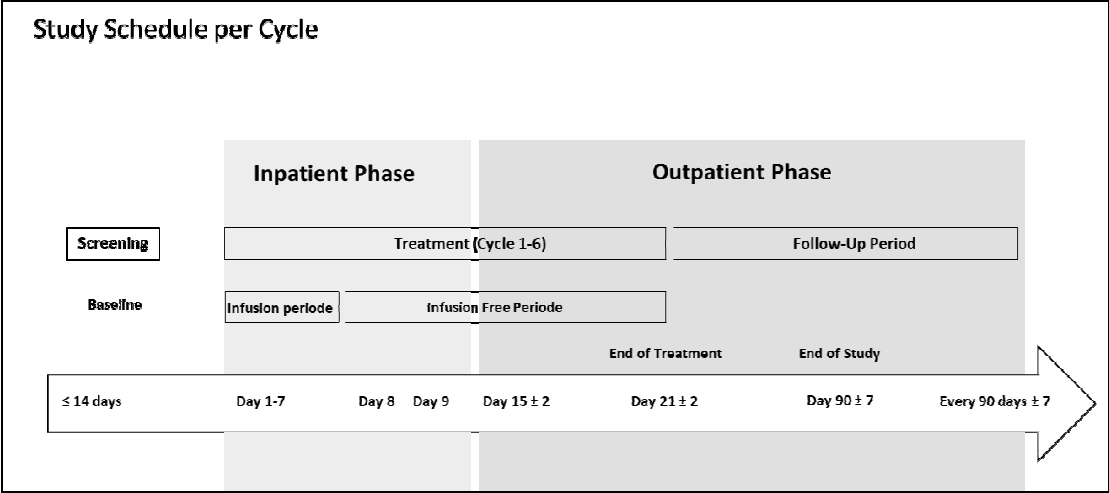 Study Schedule per Cycle
Inpatient Phase
Outpatient Phase
Screening
Treatment (Cycle 1-6)
Follow-Up Period
Baseline
Infusion periode
Infusion Free Periode
End of Treatment
End of Study
≤ 14 days
Day 1-7
Day 8
Day 9
Day 15 ± 2
Day 21 ± 2
Day 90 ± 7
Every 90 days ± 7